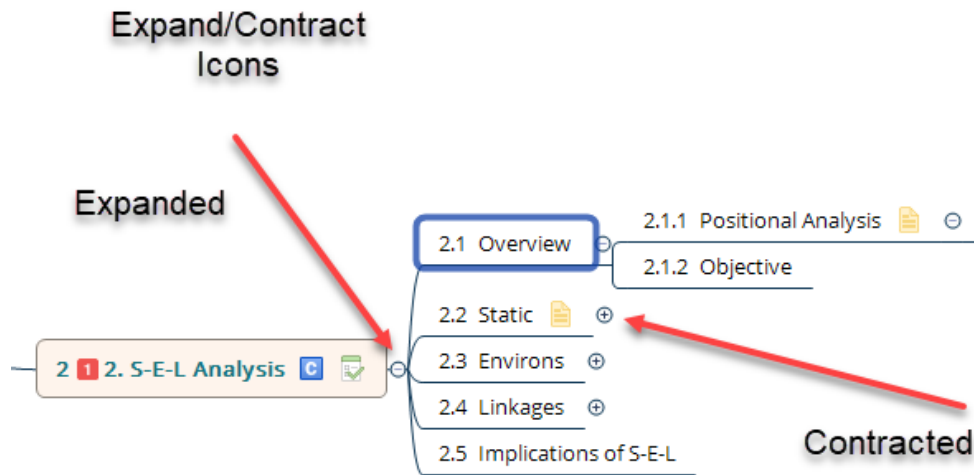 Expand/Contract
Icons
Expanded
2.1 Overview
2.1.1 Positional Analysis
2.1.2 Objective
2.2 Static
2 1 2. S-E-L Analysis C
2.3 Environs
2.4 Linkages
2.5 Implications of S-E-L
Contracted